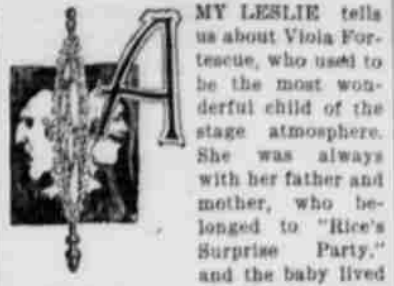 AMY LESLIE tells
us about Viola For-
tescue, who used to
be the most won-
derful child of the
stage atmosphere.
She was always
with her father and
mother, who be-
longed to "Rice's
Surprise Party,"
and the baby lived